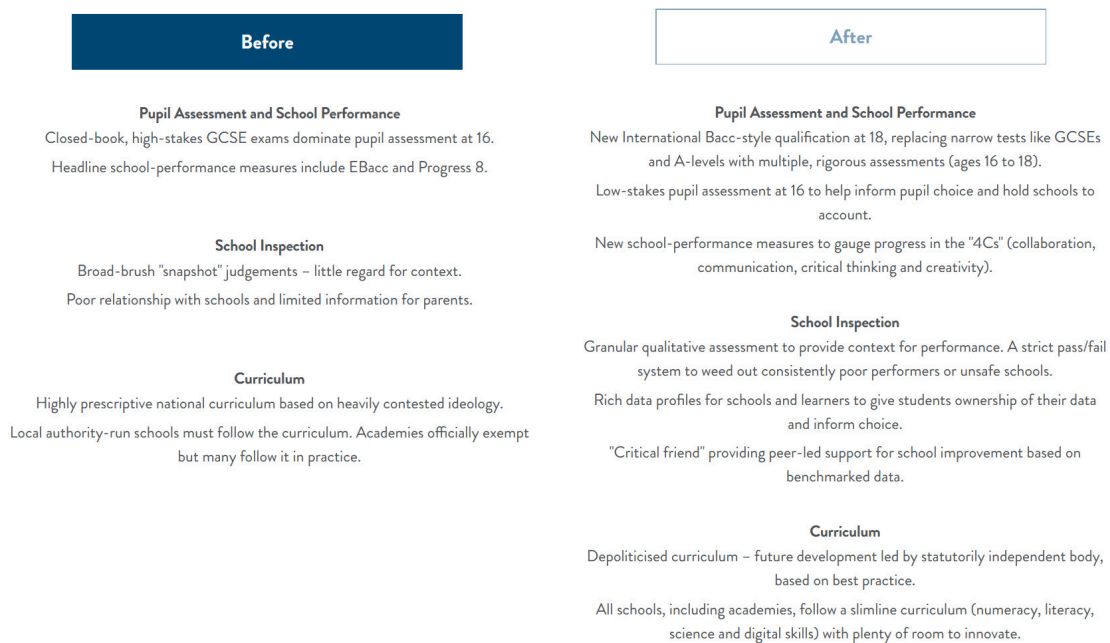 Before
Pupil Assessment and School Performance
Closed-book, high-stakes GCSE exams dominate pupil assessment at 16.
Headline school-performance measures include EBacc and Progress 8.
School Inspection
Broad-brush "snapshot" judgements – little regard for context.
Poor relationship with schools and limited information for parents.
Curriculum
Highly prescriptive national curriculum based on heavily contested ideology.
Local authority-run schools must follow the curriculum. Academies officially exempt
but many follow it in practice.
After
Pupil Assessment and School Performance
New International Bacc-style qualification at 18, replacing narrow tests like GCSEs
and A-levels with multiple, rigorous assessments (ages 16 to 18).
Low-stakes pupil assessment at 16 to help inform pupil choice and hold schools to
account.
New school-performance measures to gauge progress in the "4Cs" (collaboration,
communication, critical thinking and creativity).
School Inspection
Granular qualitative assessment to provide context for performance. A strict pass/fail
system to weed out consistently poor performers or unsafe schools.
Rich data profiles for schools and learners to give students ownership of their data
and inform choice.
"Critical friend" providing peer-led support for school improvement based on
benchmarked data.
Curriculum
Depoliticised curriculum – future development led by statutorily independent body,
based on best practice.
All schools, including academies, follow a slimline curriculum (numeracy, literacy,
science and digital skills) with plenty of room to innovate.